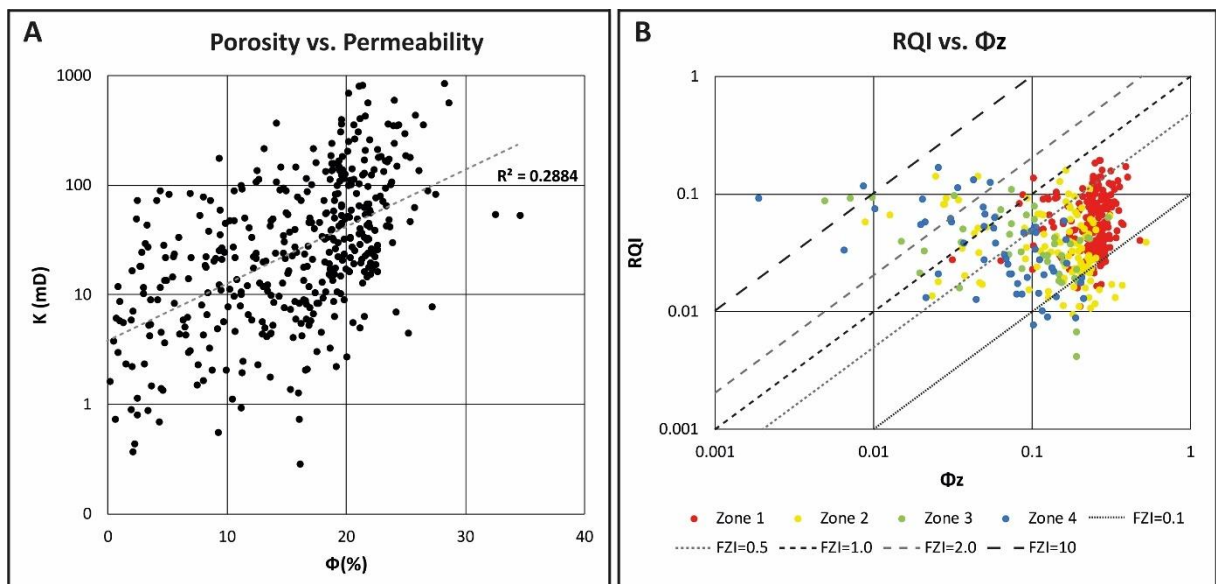 A
Porosity vs. Permeability
1000
100
10
1
0
K (mD)
R² = 0.2884
0
10
20
30
40
Φ(%)
B
RQI vs. Φz
1
0.1
0.01
0.001
RQI
0.001
0.01
0.1
1
Φz
Zone 1
Zone 2
Zone 3
Zone 4
FZI=0.1
FZI=0.5
FZI=1.0
FZI=2.0
FZI=10